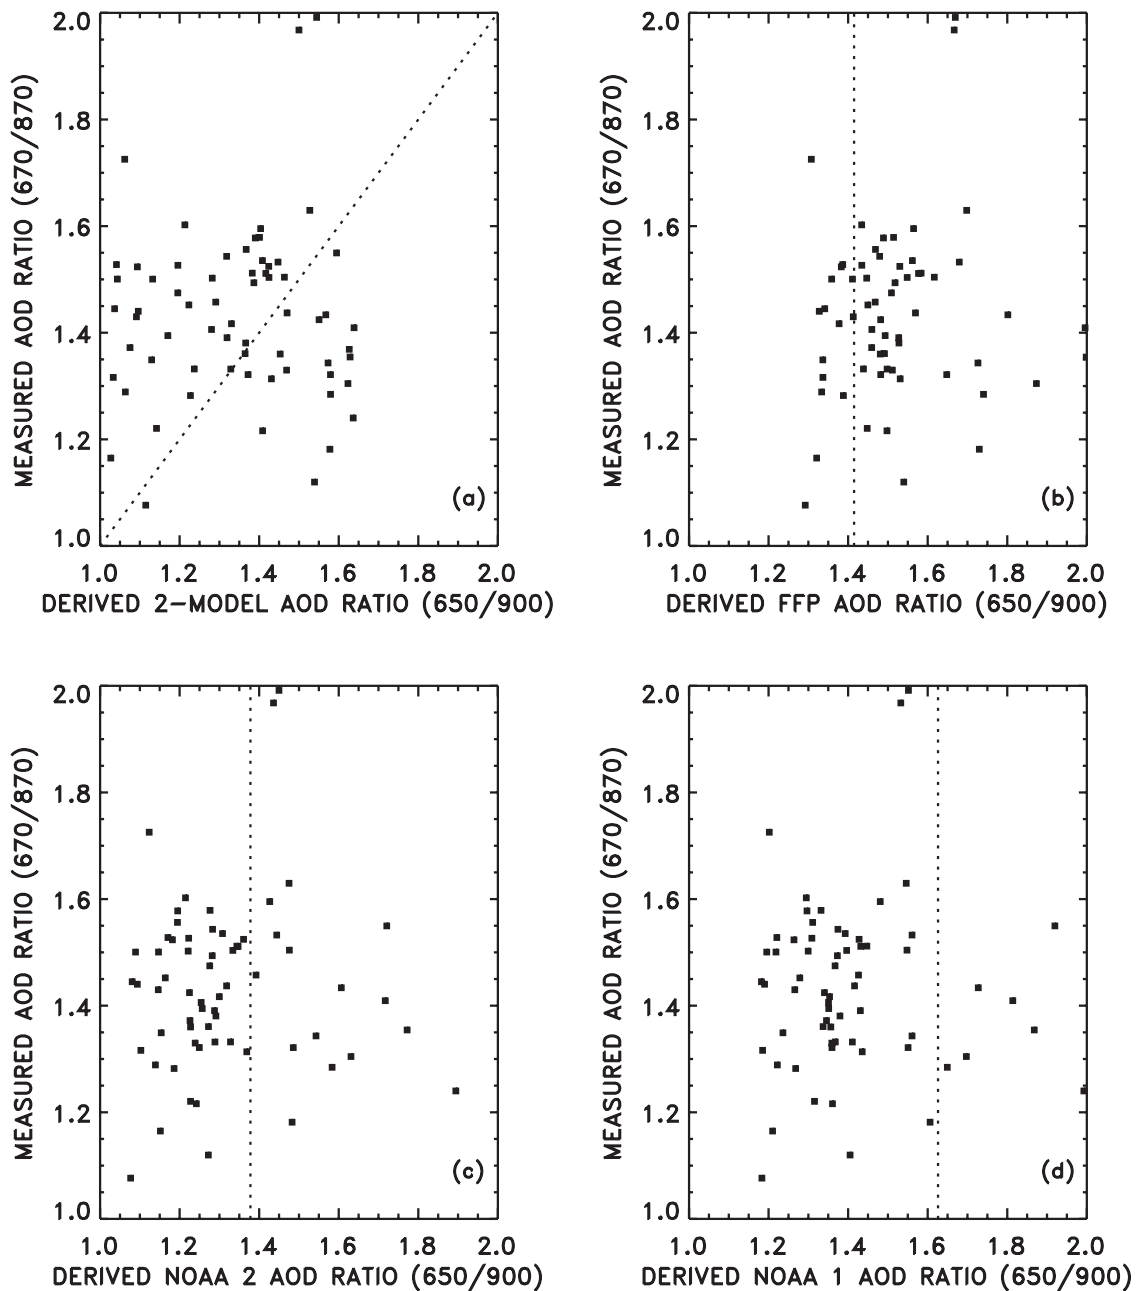 2.0
1.8
1.6
1.4
1.2
1.0
MEASURED AOD RATIO (670/870)
(a)
1.0 1.2 1.4 1.6 1.8 2.0
DERIVED 2-MODEL AOD RATIO (650/900)
2.0
1.8
1.6
1.4
1.2
1.0
MEASURED AOD RATIO (670/870)
(b)
1.0 1.2 1.4 1.6 1.8 2.0
DERIVED FFP AOD RATIO (650/900)
2.0
1.8
1.6
1.4
1.2
1.0
MEASURED AOD RATIO (670/870)
(c)
1.0 1.2 1.4 1.6 1.8 2.0
DERIVED NOAA 2 AOD RATIO (650/900)
2.0
1.8
1.6
1.4
1.2
1.0
MEASURED AOD RATIO (670/870)
(d)
1.0 1.2 1.4 1.6 1.8 2.0
DERIVED NOAA 1 AOD RATIO (650/900)